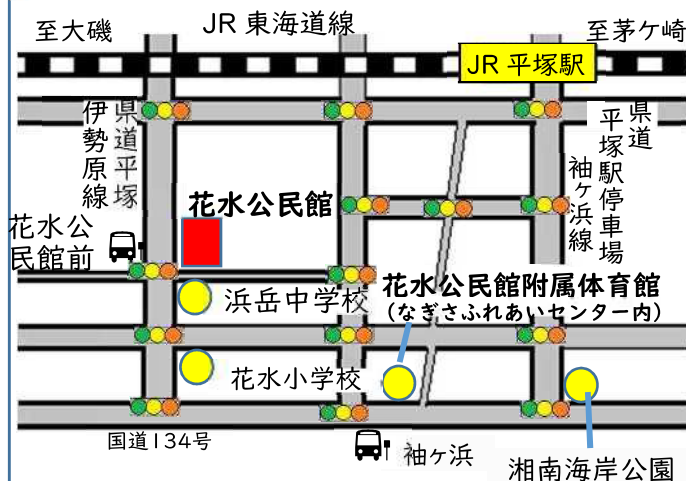 至大磯
JR 東海道線
至茅ケ崎
JR 平塚駅
県道平塚
伊勢原線
県道
平塚駅停車場
袖ヶ浜線
花水公民館
花水公
民館前
浜岳中学校
花水公民館附属体育館
(なぎさふれあいセンター内)
花水小学校
国道134号
袖ヶ浜
湘南海岸公園